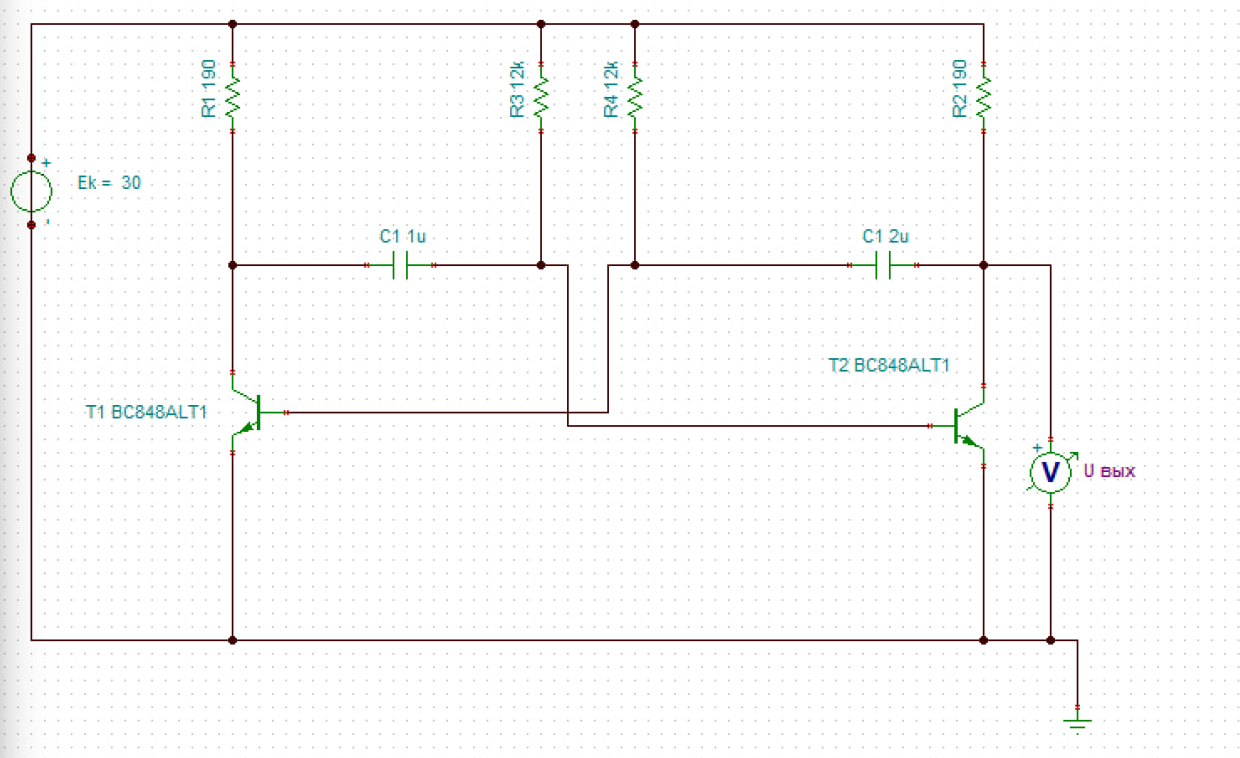 R1 190
R3 12k
R4 12k
R2 190
+
Ek = 30
-
C1 1u
C1 2u
T2 BC848ALT1
T1 BC848ALT1
+
V
U вых